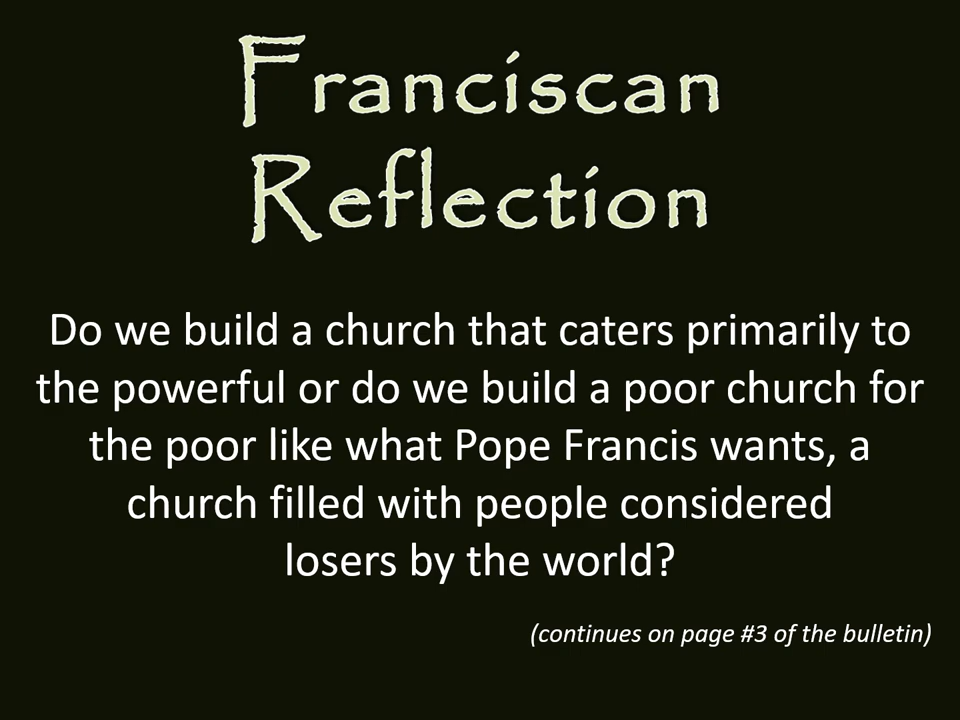 Franciscan
Reflection
Do we build a church that caters primarily to
the powerful or do we build a poor church for
the poor like what Pope Francis wants, a
church filled with people considered
losers by the world?
(continues on page #3 of the bulletin)